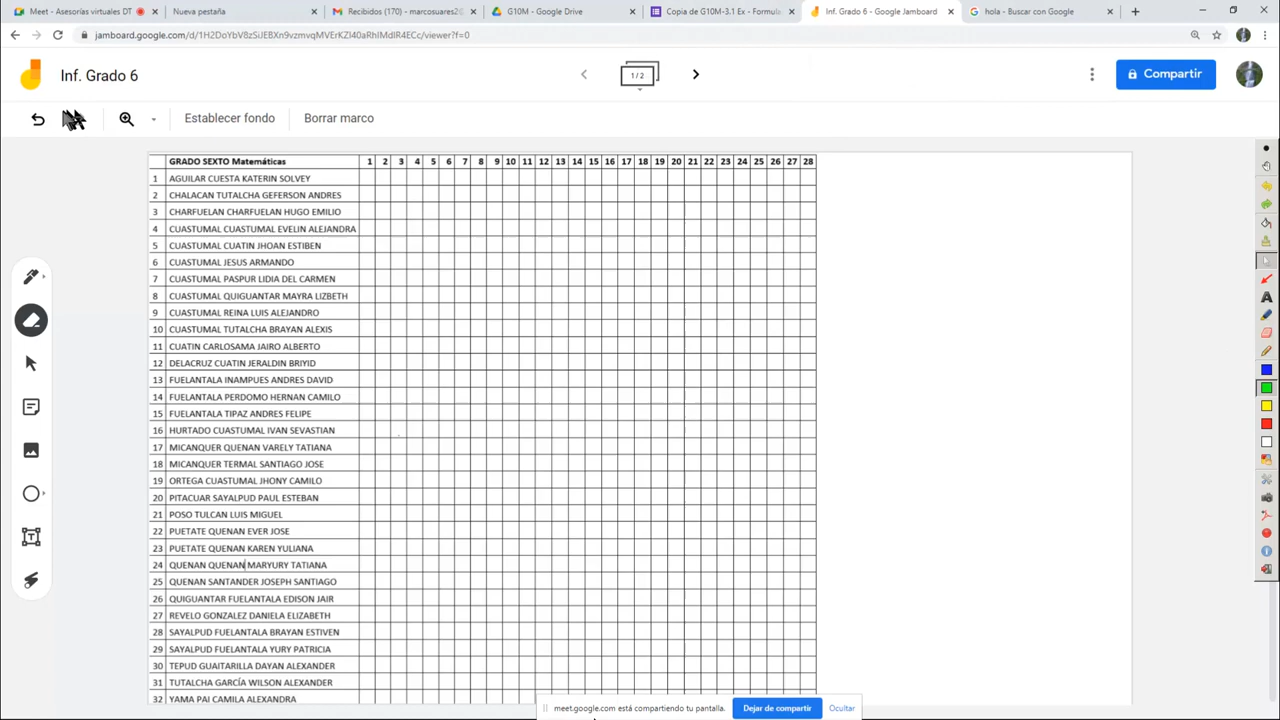 Meet - Asesorías virtuales DT
Nueva pestaña
Recibidos (170) - marcosuares2@
G10M - Google Drive
Copia de G10M-3.1 Ex - Formula
Inf. Grado 6 - Google Jamboard
hola - Buscar con Google
Inf. Grado 6
1 / 2
Compartir
Establecer fondo
Borrar marco
GRADO SEXTO Matemáticas 1 2 3 4 5 6 7 8 9 10 11 12 13 14 15 16 17 18 19 20 21 22 23 24 25 26 27 28
1 AGUILAR CUESTA KATERIN SOLVEY
2 CHALACAN TUTALCHA GEFERSON ANDRES
3 CHARFUELAN CHARFUELAN HUGO EMILIO
4 CUASTUMAL CUASTUMAL EVELIN ALEJANDRA
5 CUASTUMAL CUATIN JHOAN ESTIBEN
6 CUASTUMAL JESUS ARMANDO
7 CUASTUMAL PASPUR LIDIA DEL CARMEN
8 CUASTUMAL QUIGUANTAR MAYRA LIZBETH
9 CUASTUMAL REINA LUIS ALEJANDRO
10 CUASTUMAL TUTALCHA BRAYAN ALEXIS
11 CUATIN CARLOSAMA JAIRO ALBERTO
12 DELACRUZ CUATIN JERALDIN BRIYID
13 FUELANTALA INAMPUES ANDRES DAVID
14 FUELANTALA PERDOMO HERNAN CAMILO
15 FUELANTALA TIPAZ ANDRES FELIPE
16 HURTADO CUASTUMAL IVAN SEVASTIAN
17 MICANQUER QUENAN VARELY TATIANA
18 MICANQUER TERMAL SANTIAGO JOSE
19 ORTEGA CUASTUMAL JHONY CAMILO
20 PITACUAR SAYALPUD PAUL ESTEBAN
21 POSO TULCAN LUIS MIGUEL
22 PUETATE QUENAN EVER JOSE
23 PUETATE QUENAN KAREN YULIANA
24 QUENAN QUENAN MARYURY TATIANA
25 QUENAN SANTANDER JOSEPH SANTIAGO
26 QUIGUANTAR FUELANTALA EDISON JAIR
27 REVELO GONZALEZ DANIELA ELIZABETH
28 SAYALPUD FUELANTALA BRAYAN ESTIVEN
29 SAYALPUD FUELANTALA YURY PATRICIA
30 TEPUD GUAITARILLA DAYAN ALEXANDER
31 TUTALCHA GARCÍA WILSON ALEXANDER
32 YAMA PAI CAMILA ALEXANDRA
meet.google.com está compartiendo tu pantalla.
Dejar de compartir
Ocultar